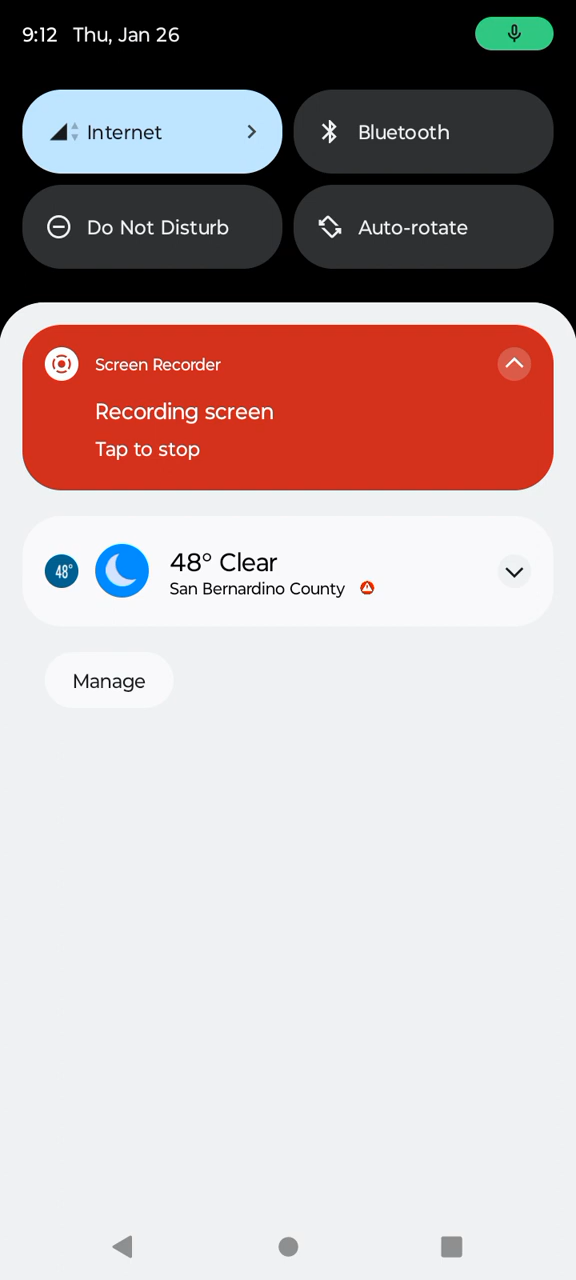 9:12 Thu, Jan 26
Internet
Bluetooth
Do Not Disturb
Auto-rotate
Screen Recorder
Recording screen
Tap to stop
48°
48° Clear
San Bernardino County
Manage